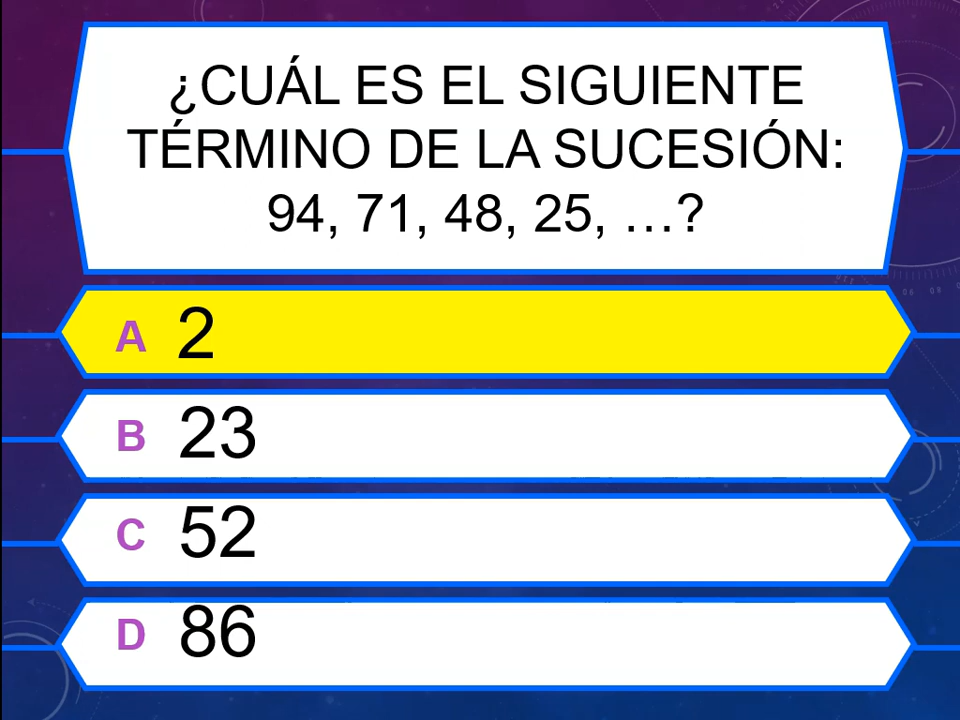 ¿CUÁL ES EL SIGUIENTE
TÉRMINO DE LA SUCESIÓN:
94, 71, 48, 25, …?
A 2
B 23
C 52
D 86